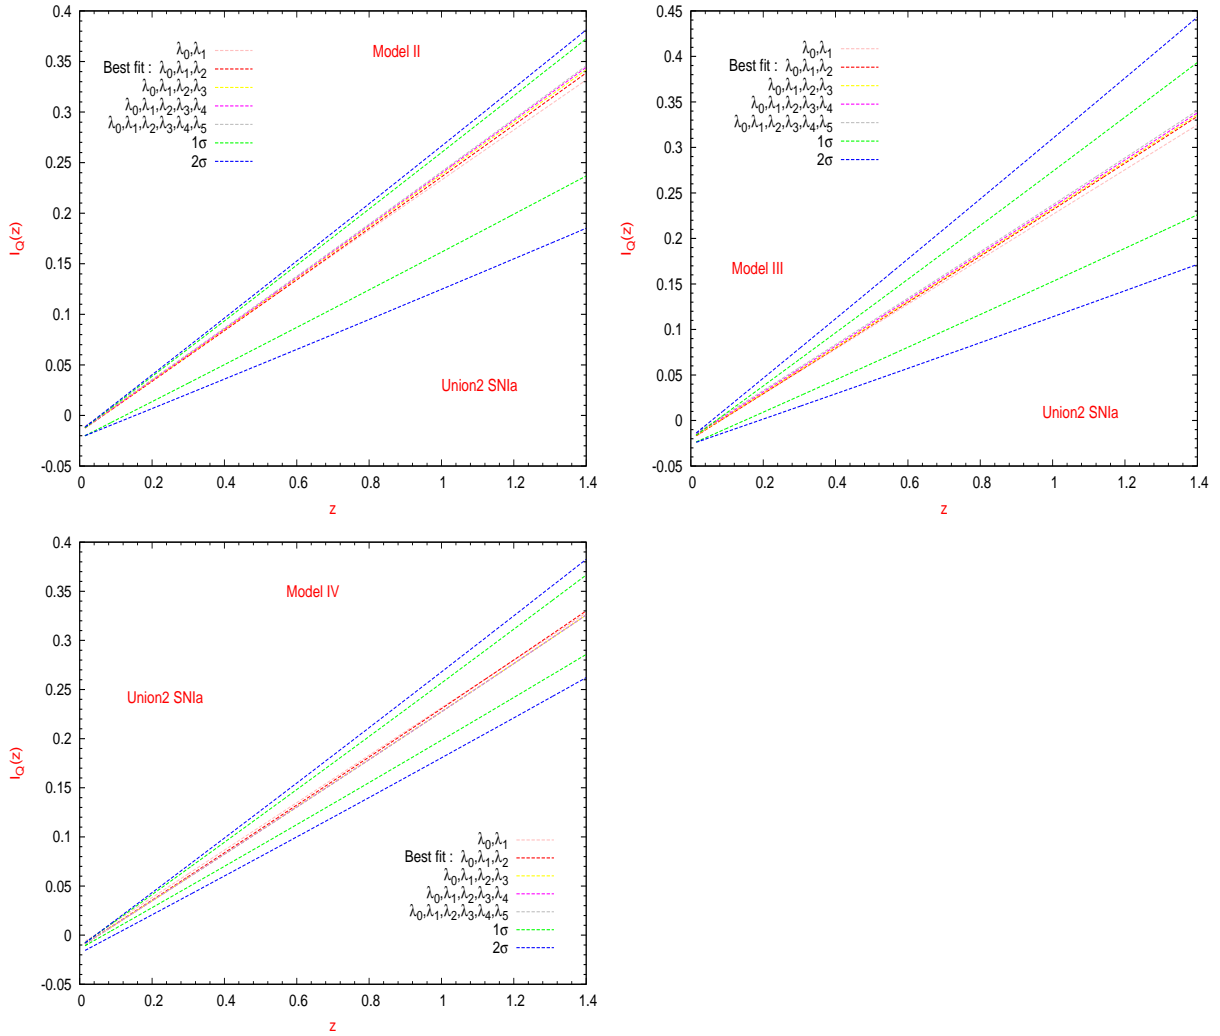 0.4
0.35
0.3
0.25
0.2
0.15
0.1
0.05
0
-0.05
0 0.2 0.4 0.6 0.8 1 1.2 1.4
I_Q(z)
z
Model II
Union2 SNIa
λ₀,λ₁
Best fit : λ₀,λ₁,λ₂
λ₀,λ₁,λ₂,λ₃
λ₀,λ₁,λ₂,λ₃,λ₄
λ₀,λ₁,λ₂,λ₃,λ₄,λ₅
1σ
2σ
0.45
0.4
0.35
0.3
0.25
0.2
0.15
0.1
0.05
0
-0.05
0 0.2 0.4 0.6 0.8 1 1.2 1.4
I_Q(z)
z
λ₀,λ₁
Best fit : λ₀,λ₁,λ₂
λ₀,λ₁,λ₂,λ₃
λ₀,λ₁,λ₂,λ₃,λ₄
λ₀,λ₁,λ₂,λ₃,λ₄,λ₅
1σ
2σ
Model III
Union2 SNIa
0.4
0.35
0.3
0.25
0.2
0.15
0.1
0.05
0
-0.05
0 0.2 0.4 0.6 0.8 1 1.2 1.4
I_Q(z)
z
Model IV
Union2 SNIa
λ₀,λ₁
Best fit : λ₀,λ₁,λ₂
λ₀,λ₁,λ₂,λ₃
λ₀,λ₁,λ₂,λ₃,λ₄
λ₀,λ₁,λ₂,λ₃,λ₄,λ₅
1σ
2σ